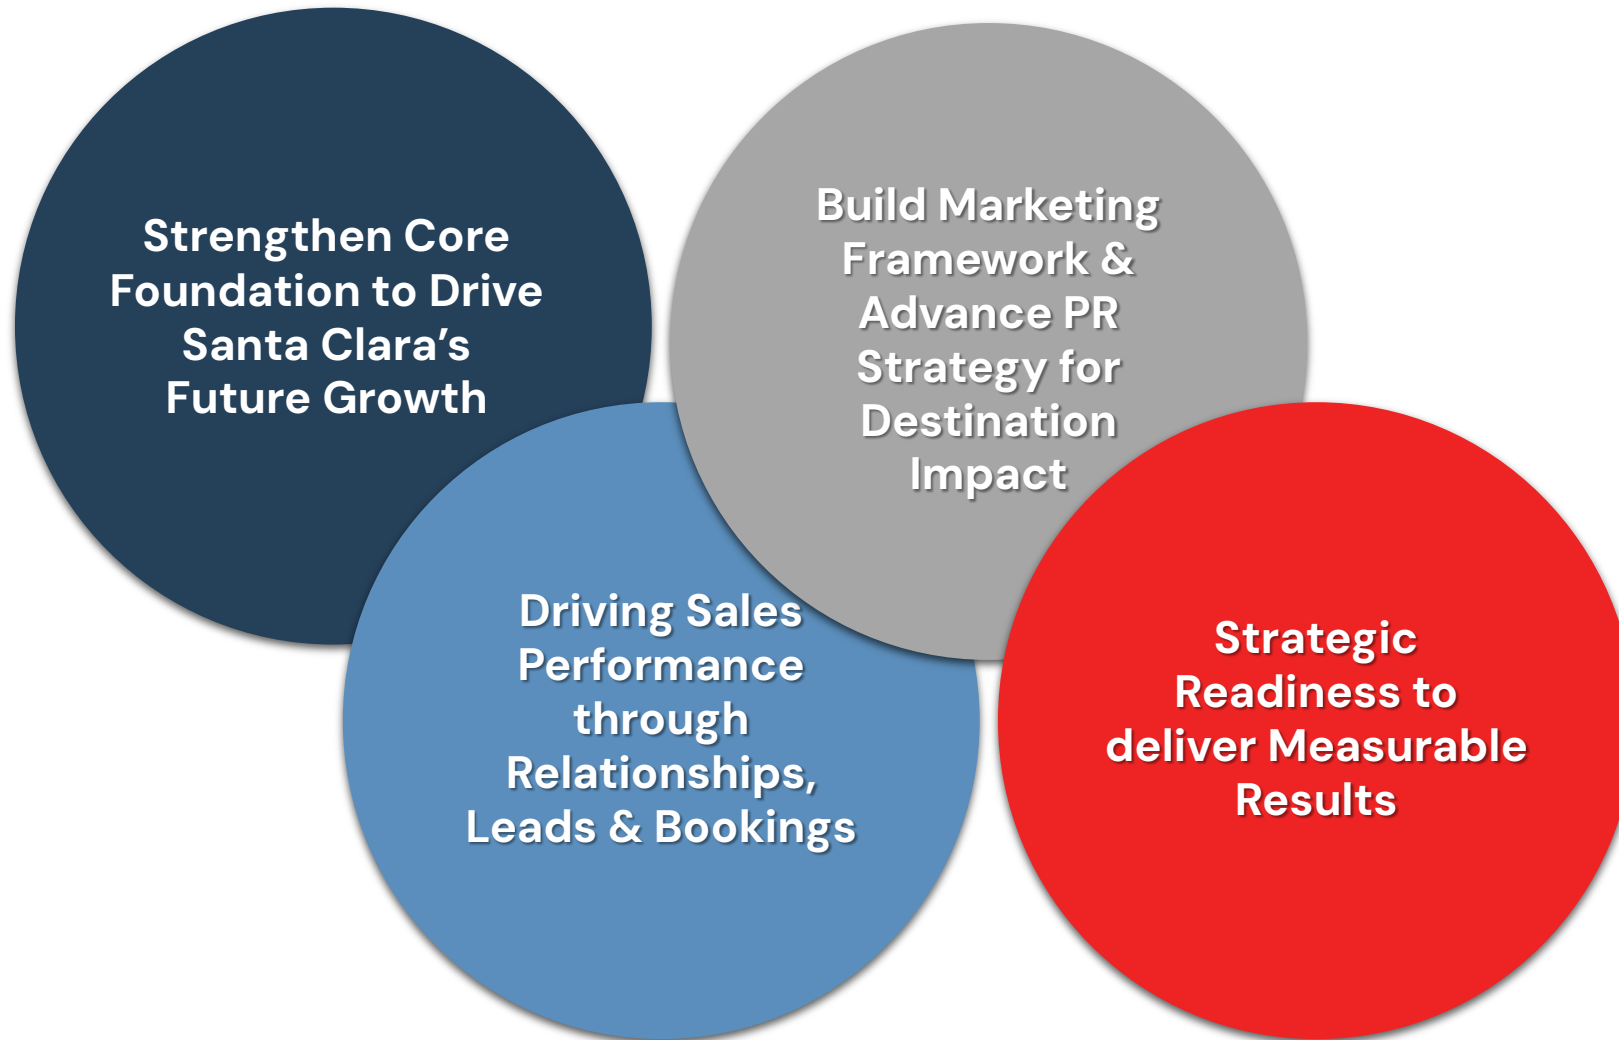 Strengthen Core
Foundation to Drive
Santa Clara’s
Future Growth
Build Marketing
Framework &
Advance PR
Strategy for
Destination
Impact
Driving Sales
Performance
through
Relationships,
Leads & Bookings
Strategic
Readiness to
deliver Measurable
Results